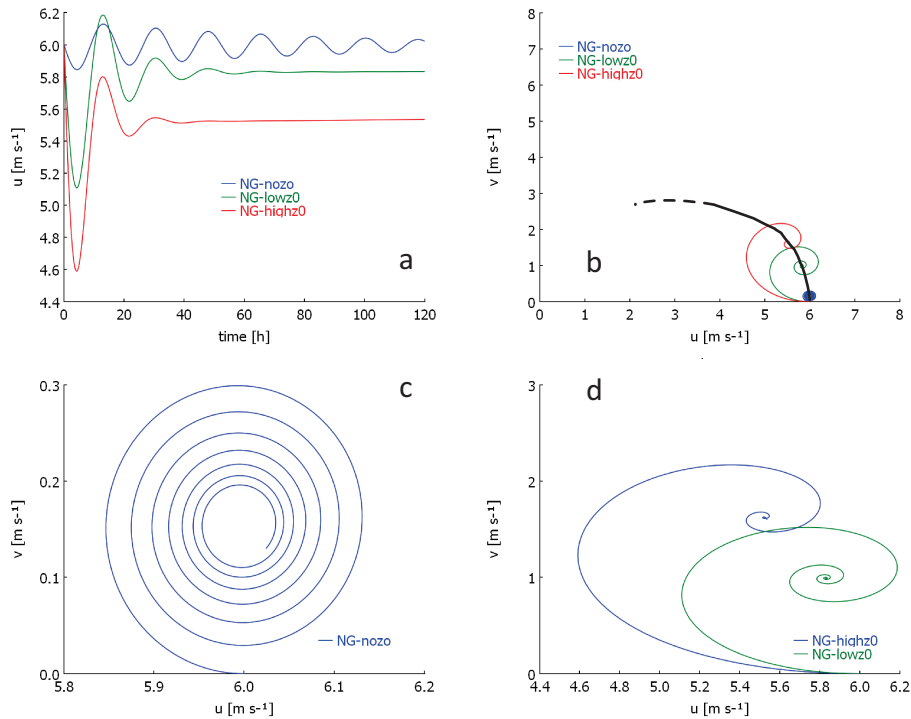 6.2
6.0
5.8
5.6
5.4
5.2
5.0
4.8
4.6
4.4
u [m s⁻¹]
0 20 40 60 80 100 120
time [h]
NG-nozo
NG-lowz0
NG-highz0
a
8
7
6
5
4
3
2
1
0
v [m s⁻¹]
0 1 2 3 4 5 6 7 8
u [m s⁻¹]
NG-nozo
NG-lowz0
NG-highz0
b
0.3
0.2
0.1
0.0
v [m s⁻¹]
5.8 5.9 6.0 6.1 6.2
u [m s⁻¹]
NG-nozo
c
3
2
1
0
v [m s⁻¹]
4.4 4.6 4.8 5.0 5.2 5.4 5.6 5.8 6.0 6.2
u [m s⁻¹]
NG-highz0
NG-lowz0
d